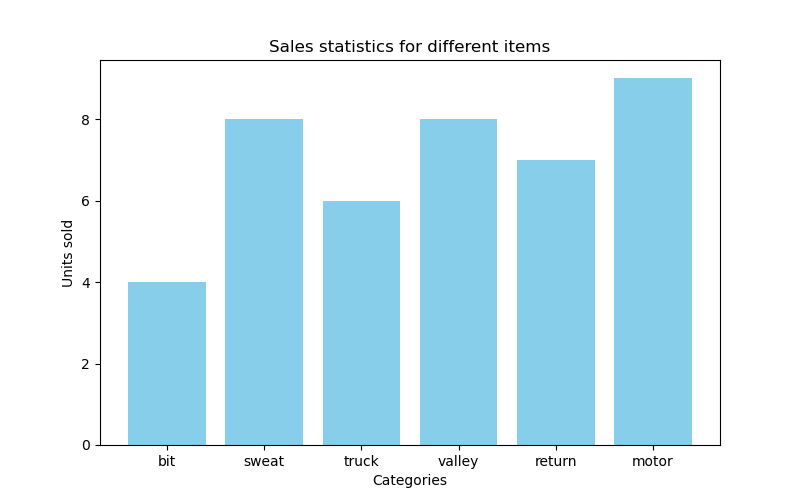 Sales statistics for different items
Units sold
8
6
4
2
0
bit sweat truck valley return motor
Categories